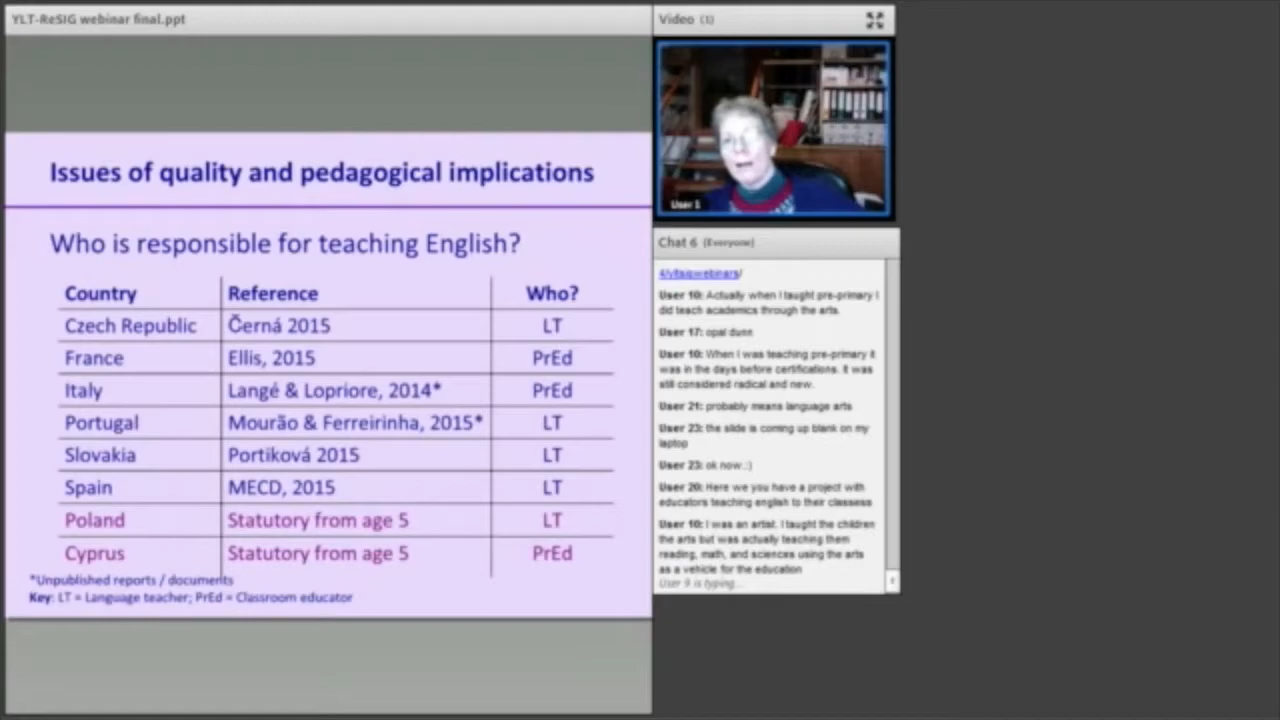 YLT-ReSIG webinar final.ppt
Issues of quality and pedagogical implications
Who is responsible for teaching English?
Country Reference Who?
Czech Republic Černá 2015 LT
France Ellis, 2015 PrEd
Italy Langé & Lopriore, 2014* PrEd
Portugal Mourão & Ferreirinha, 2015* LT
Slovakia Portiková 2015 LT
Spain MECD, 2015 LT
Poland Statutory from age 5 LT
Cyprus Statutory from age 5 PrEd
*Unpublished reports / documents
Key: LT = Language teacher; PrEd = Classroom educator
Video (1)
User 1
Chat 6 (Everyone)
User 10: Actually when I taught pre-primary I
did teach academics through the arts.
User 17: opal dunn
User 10: When I was teaching pre-primary it
was in the days before certifications. It was
still considered radical and new.
User 21: probably means language arts
User 23: the slide is coming up blank on my
laptop
User 23: ok now..:)
User 20: Here we you have a project with
educators teaching english to their classess
User 10: I was an artist. I taught the children
the arts but was actually teaching them
reading, math, and sciences using the arts
as a vehicle for the education
User 9 is typing...